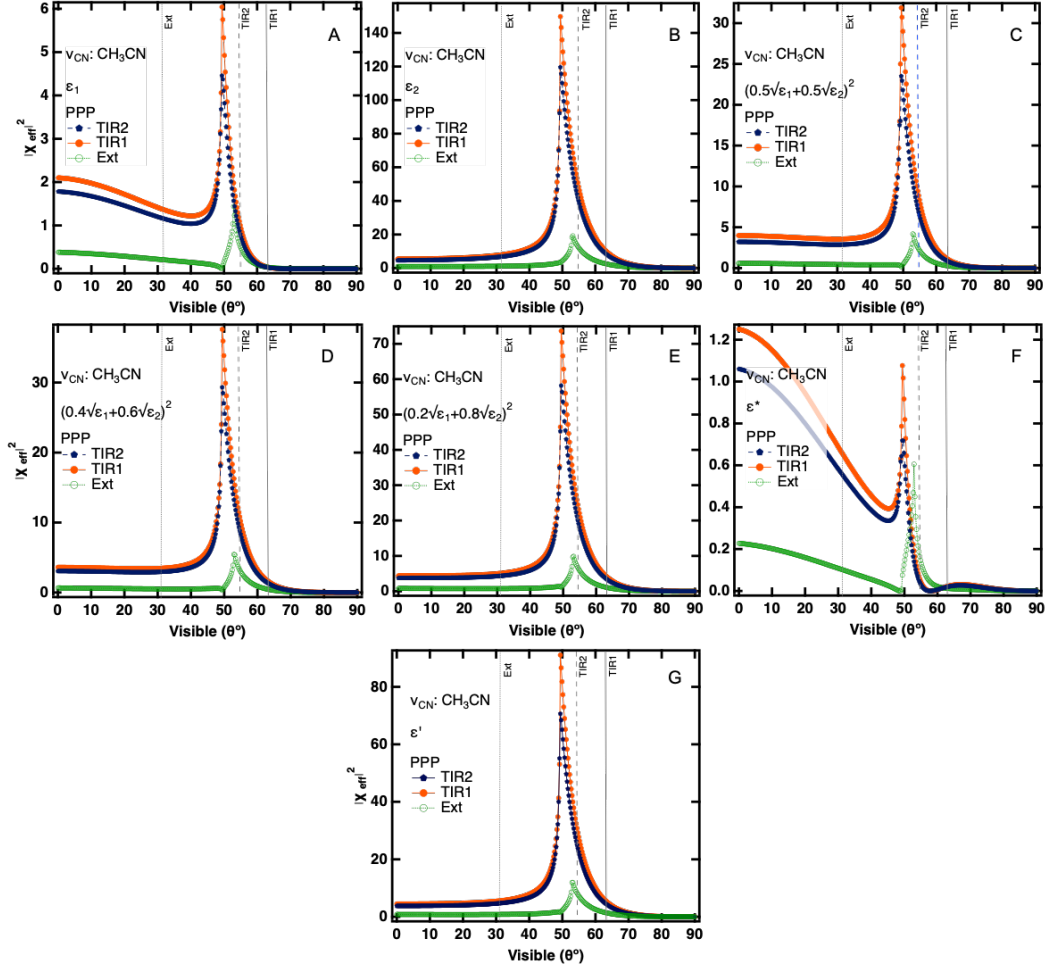 Ext
TIR2
TIR1
A
νCN: CH₃CN
ε₁
PPP
TIR2
TIR1
Ext
|χ eff|²
6
5
4
3
2
1
0
0 10 20 30 40 50 60 70 80 90
Visible (θ°)
Ext
TIR2
TIR1
B
νCN: CH₃CN
ε₂
PPP
TIR2
TIR1
Ext
140
120
100
80
60
40
20
0
0 10 20 30 40 50 60 70 80 90
Visible (θ°)
Ext
TIR2
TIR1
C
νCN: CH₃CN
(0.5√ε₁+0.5√ε₂)²
PPP
TIR2
TIR1
Ext
30
25
20
15
10
5
0
0 10 20 30 40 50 60 70 80 90
Visible (θ°)
Ext
TIR2
TIR1
D
νCN: CH₃CN
(0.4√ε₁+0.6√ε₂)²
PPP
TIR2
TIR1
Ext
|χ eff|²
30
20
10
0
0 10 20 30 40 50 60 70 80 90
Visible (θ°)
Ext
TIR2
TIR1
E
νCN: CH₃CN
(0.2√ε₁+0.8√ε₂)²
PPP
TIR2
TIR1
Ext
70
60
50
40
30
20
10
0
0 10 20 30 40 50 60 70 80 90
Visible (θ°)
Ext
TIR2
TIR1
F
νCN: CH₃CN
ε*
PPP
TIR2
TIR1
Ext
1.2
1.0
0.8
0.6
0.4
0.2
0.0
0 10 20 30 40 50 60 70 80 90
Visible (θ°)
Ext
TIR2
TIR1
G
νCN: CH₃CN
ε'
PPP
TIR2
TIR1
Ext
|χ eff|²
80
60
40
20
0
0 10 20 30 40 50 60 70 80 90
Visible (θ°)